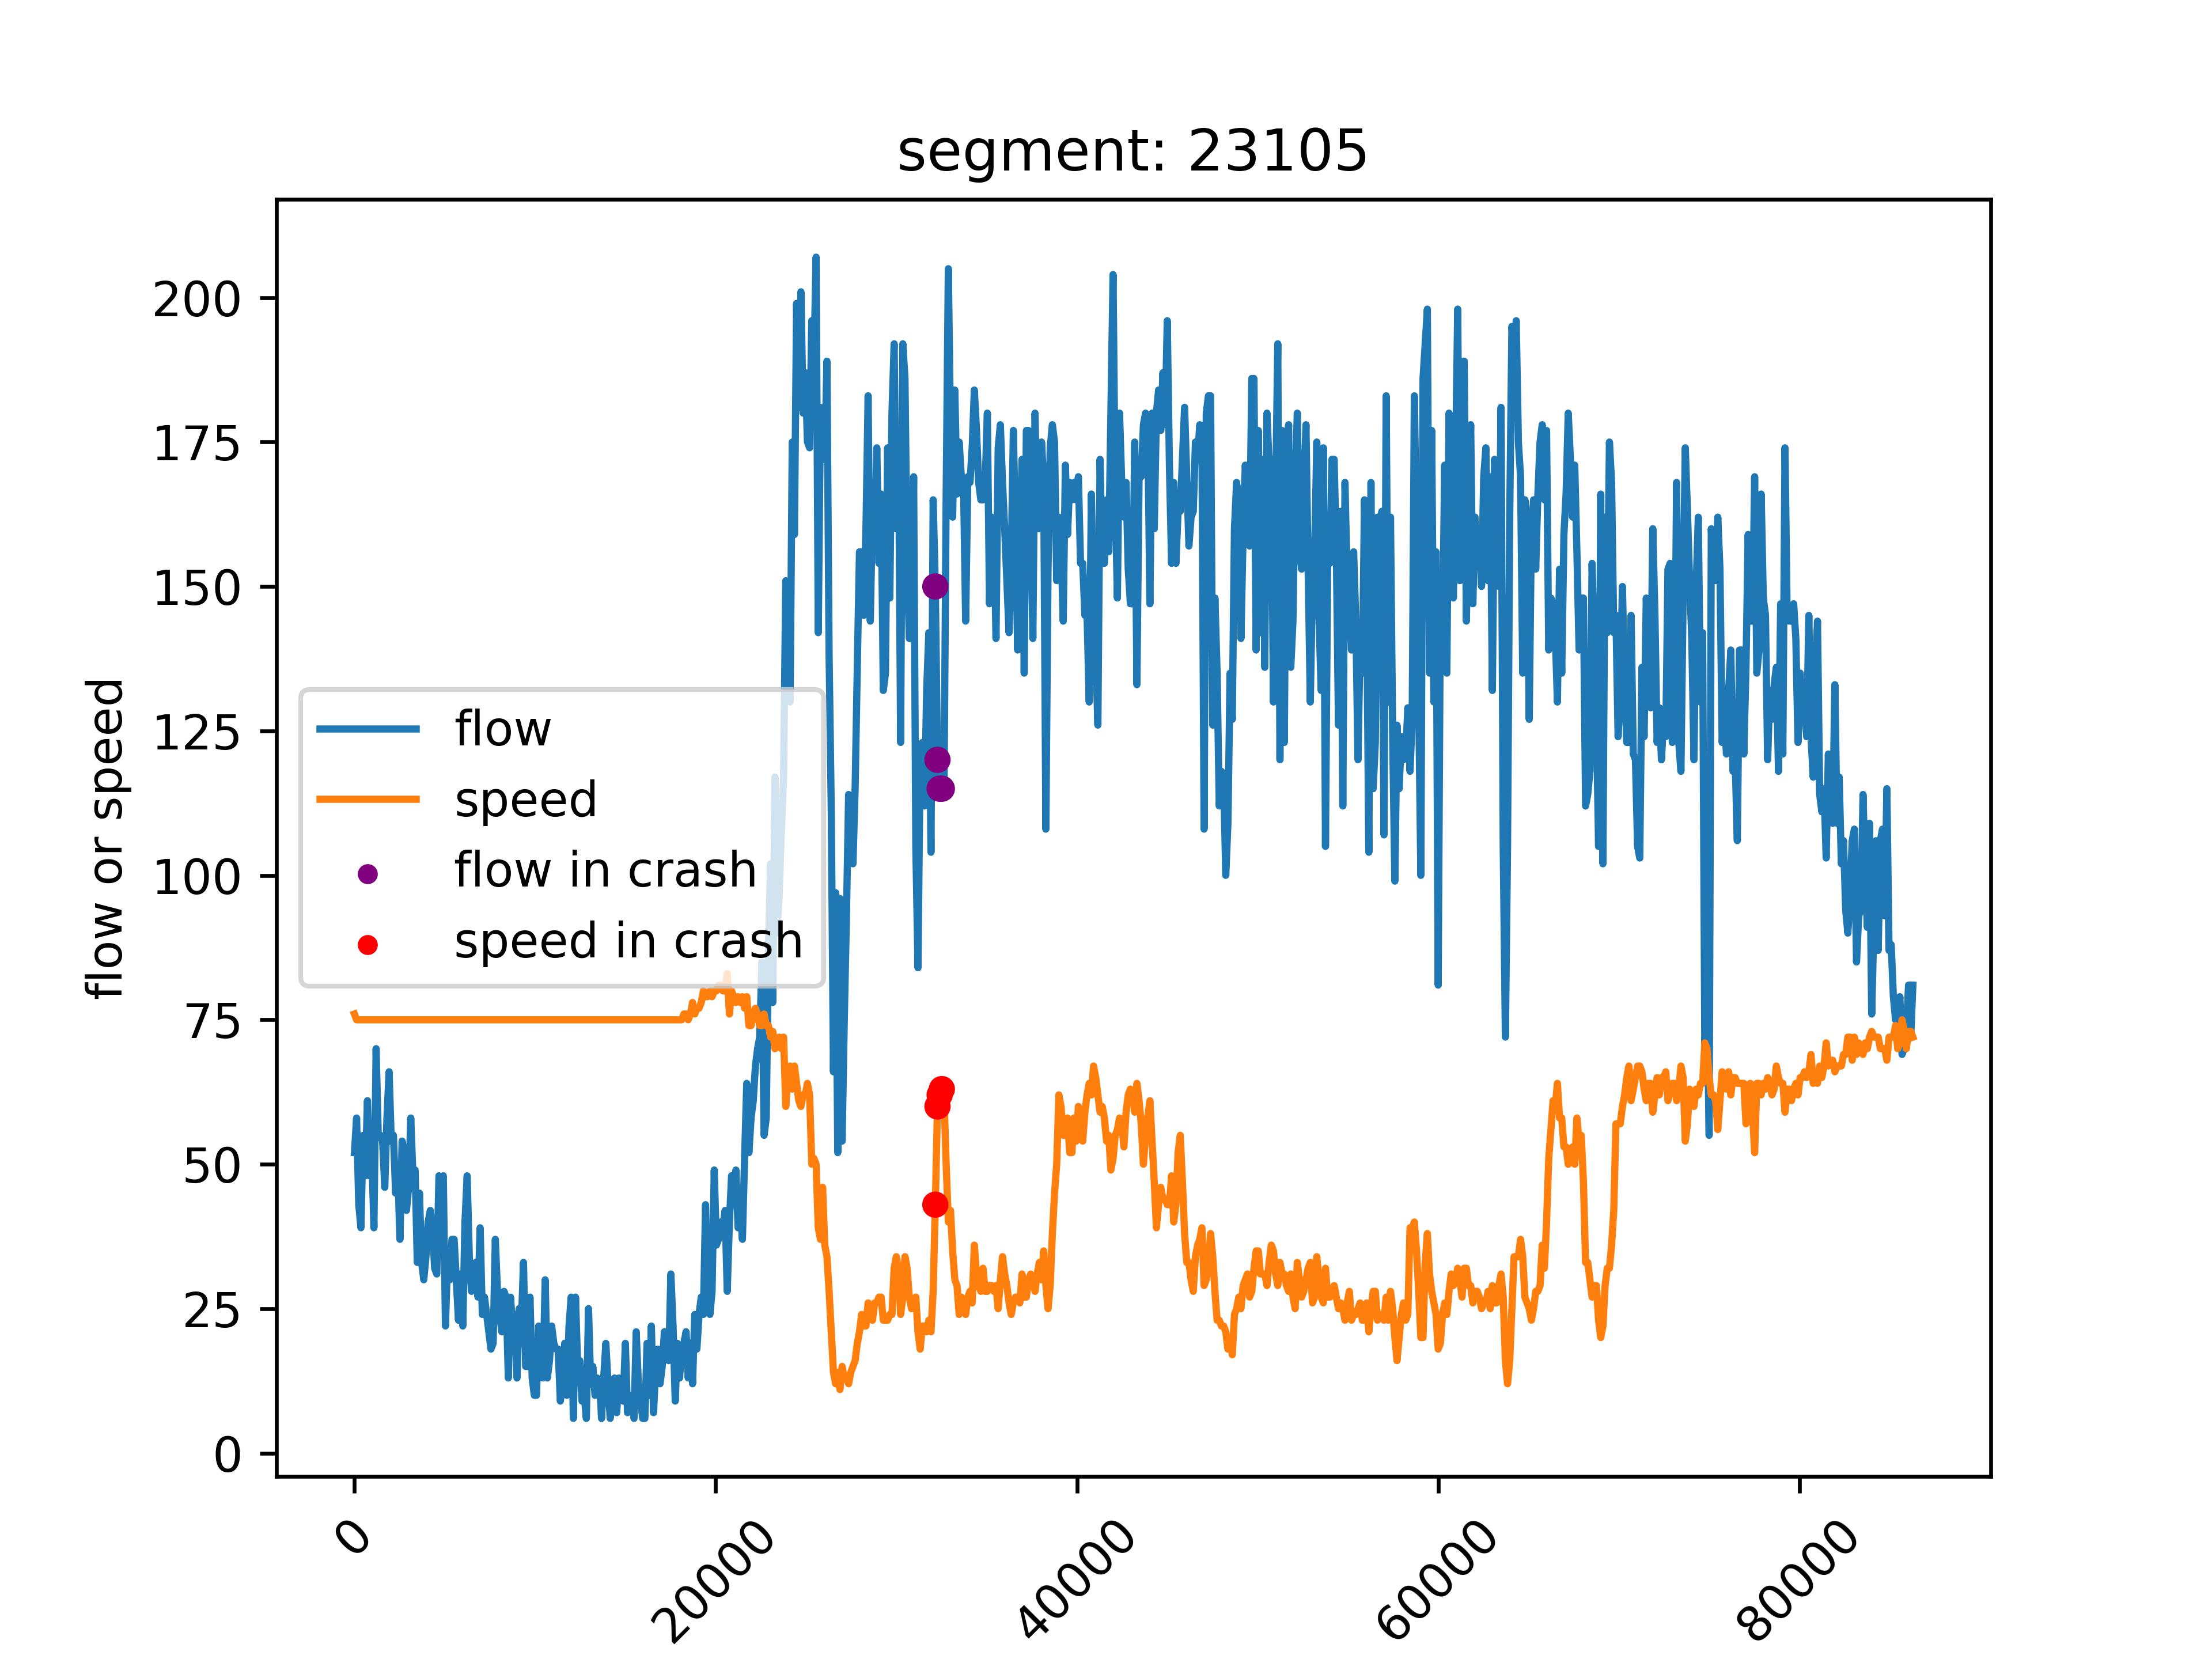 segment: 23105
200
175
150
125
100
75
50
25
0
flow or speed
flow
speed
flow in crash
speed in crash
0
20000
40000
60000
80000